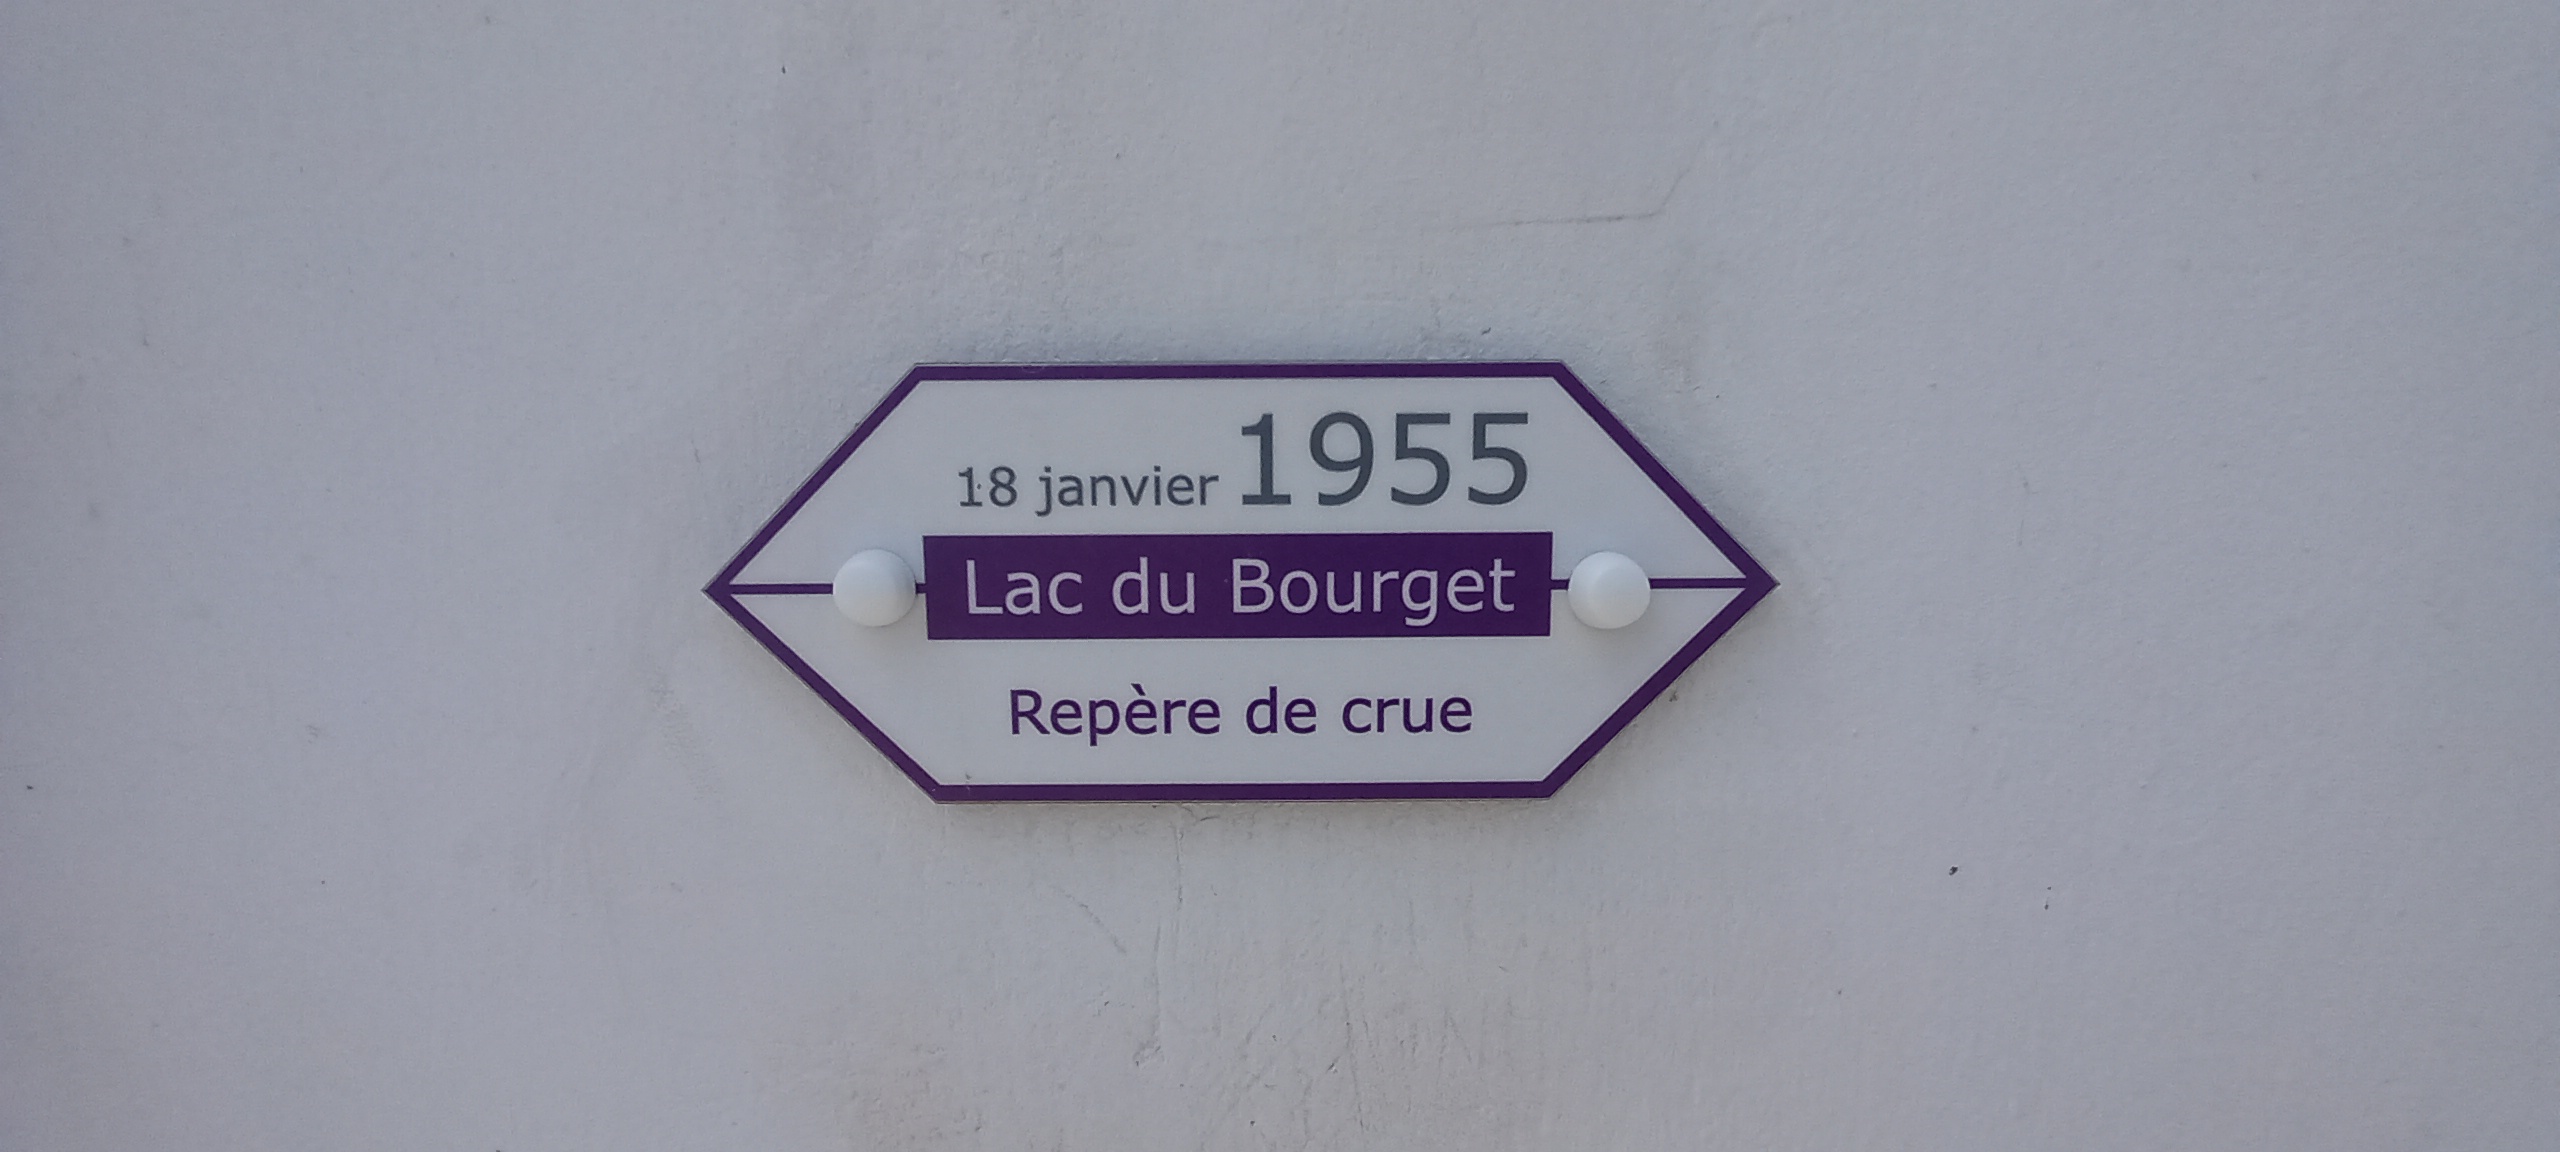 18 janvier 1955
Lac du Bourget
Repère de crue